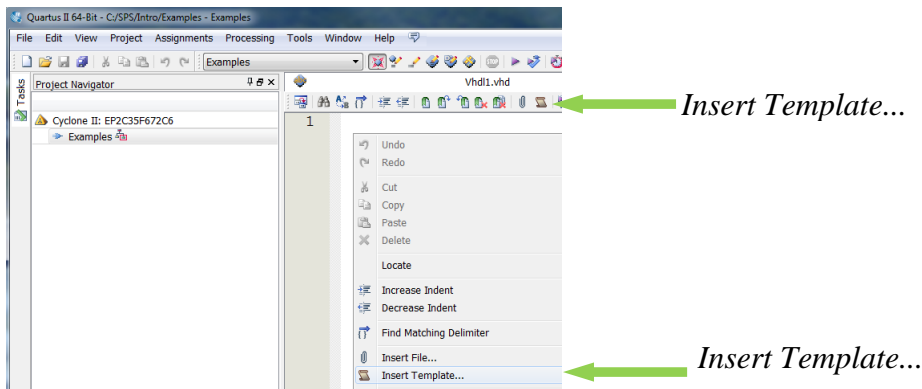 Quartus II 64-Bit - C:/SPS/Intro/Examples - Examples
File Edit View Project Assignments Processing Tools Window Help
Examples
Tasks
Project Navigator
Vhdl1.vhd
Insert Template...
Cyclone II: EP2C35F672C6
1
Examples
Undo
Redo
Cut
Copy
Paste
Delete
Locate
Increase Indent
Decrease Indent
Find Matching Delimiter
Insert File...
Insert Template...
Insert Template...